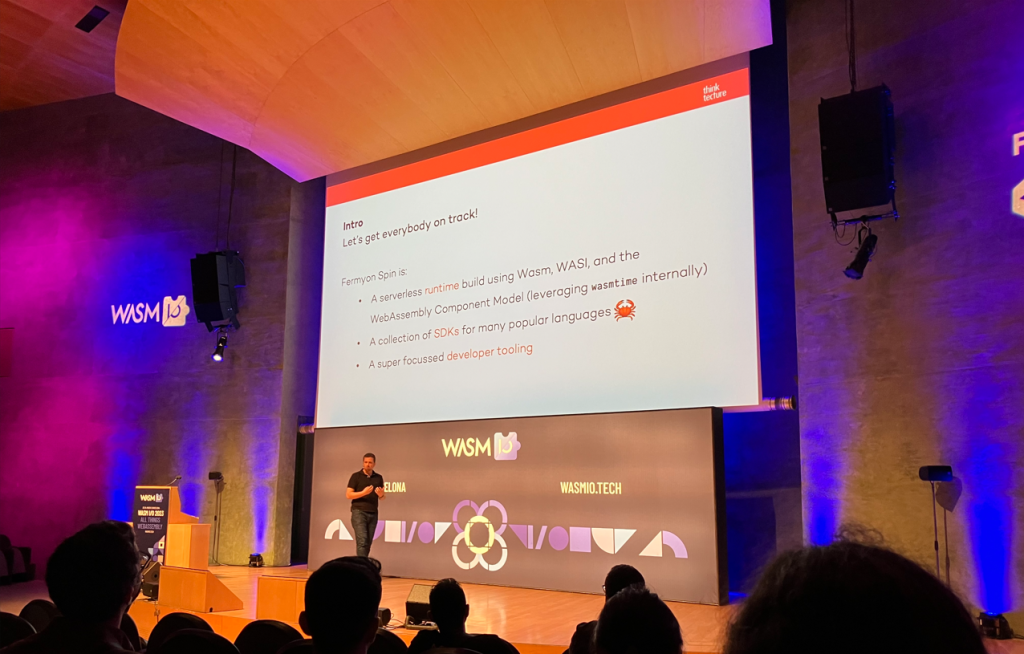 think
tecture
Intro
Let's get everybody on track!
Fermyon Spin is:
• A serverless runtime build using Wasm, WASI, and the
WebAssembly Component Model (leveraging wasmtime internally)
• A collection of SDKs for many popular languages 🦀
• A super focussed developer tooling
WASM IO
WASM IO
ELONA
WASMIO.TECH
WASM IO
WASM I/O 2023
ALL THINGS
WEBASSEMBLY
F